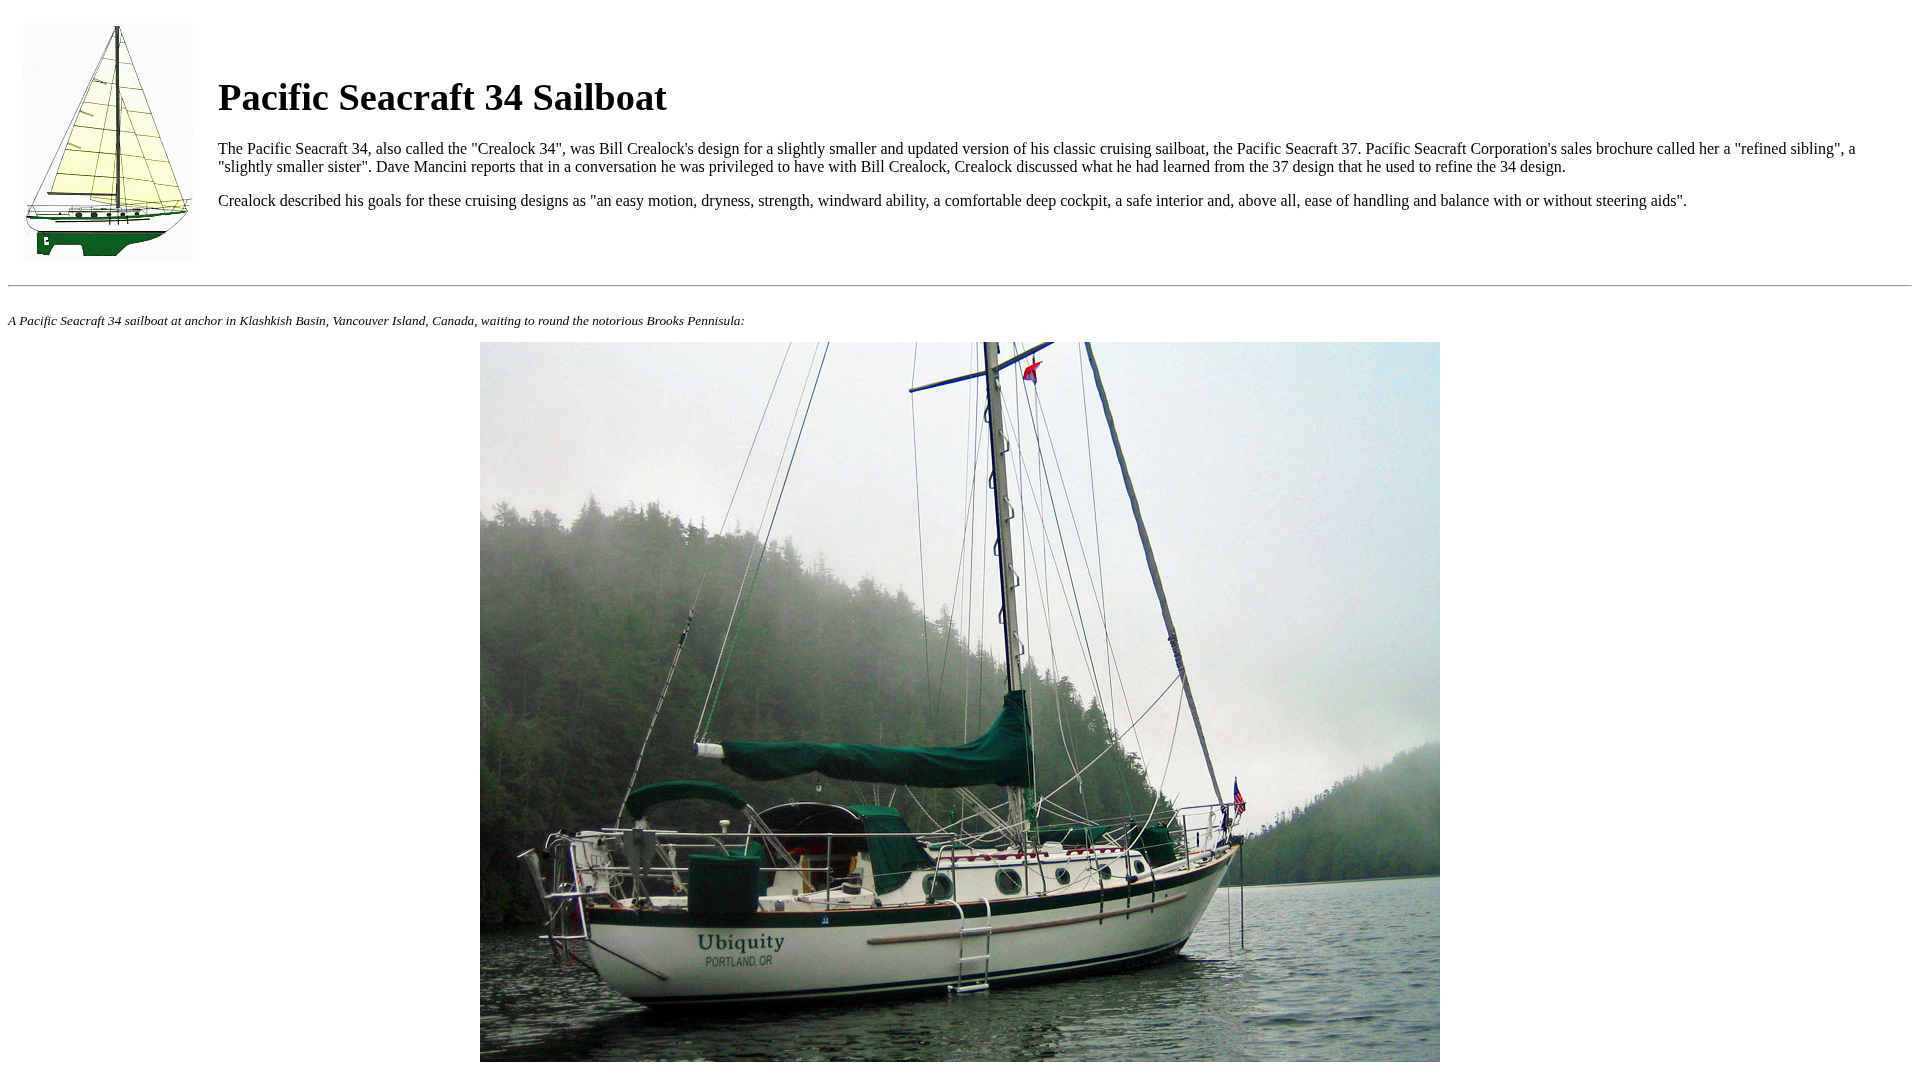 Pacific Seacraft 34 Sailboat
The Pacific Seacraft 34, also called the "Crealock 34", was Bill Crealock's design for a slightly smaller and updated version of his classic cruising sailboat, the Pacific Seacraft 37. Pacific Seacraft Corporation's sales brochure called her a "refined sibling", a
"slightly smaller sister". Dave Mancini reports that in a conversation he was privileged to have with Bill Crealock, Crealock discussed what he had learned from the 37 design that he used to refine the 34 design.
Crealock described his goals for these cruising designs as "an easy motion, dryness, strength, windward ability, a comfortable deep cockpit, a safe interior and, above all, ease of handling and balance with or without steering aids".
A Pacific Seacraft 34 sailboat at anchor in Klashkish Basin, Vancouver Island, Canada, waiting to round the notorious Brooks Pennisula:
Ubiquity
PORTLAND, OR